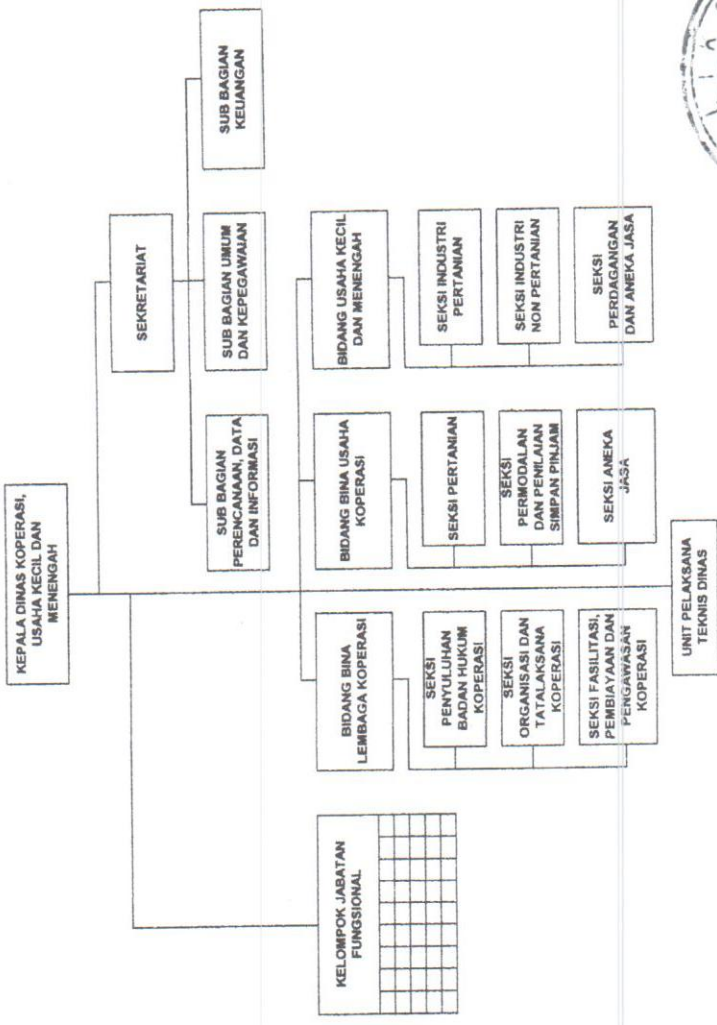 KEPALA DINAS KOPERASI,
USAHA KECIL DAN
MENENGAH
SEKRETARIAT
SUB BAGIAN
PERENCANAAN, DATA
DAN INFORMASI
SUB BAGIAN UMUM
DAN KEPEGAWAIAN
SUB BAGIAN
KEUANGAN
KELOMPOK JABATAN
FUNGSIONAL
BIDANG BINA
LEMBAGA KOPERASI
SEKSI
PENYULUHAN
BADAN HUKUM
KOPERASI
SEKSI
ORGANISASI DAN
TATALAKSANA
KOPERASI
SEKSI FASILITASI,
PEMBIAYAAN DAN
PENGAWASAN
KOPERASI
BIDANG BINA USAHA
KOPERASI
SEKSI PERTANIAN
SEKSI
PERMODALAN
DAN PENILAIAN
SIMPAN PINJAM
SEKSI ANEKA
JASA
BIDANG USAHA KECIL
DAN MENENGAH
SEKSI INDUSTRI
PERTANIAN
SEKSI INDUSTRI
NON PERTANIAN
SEKSI
PERDAGANGAN
DAN ANEKA JASA
UNIT PELAKSANA
TEKNIS DINAS